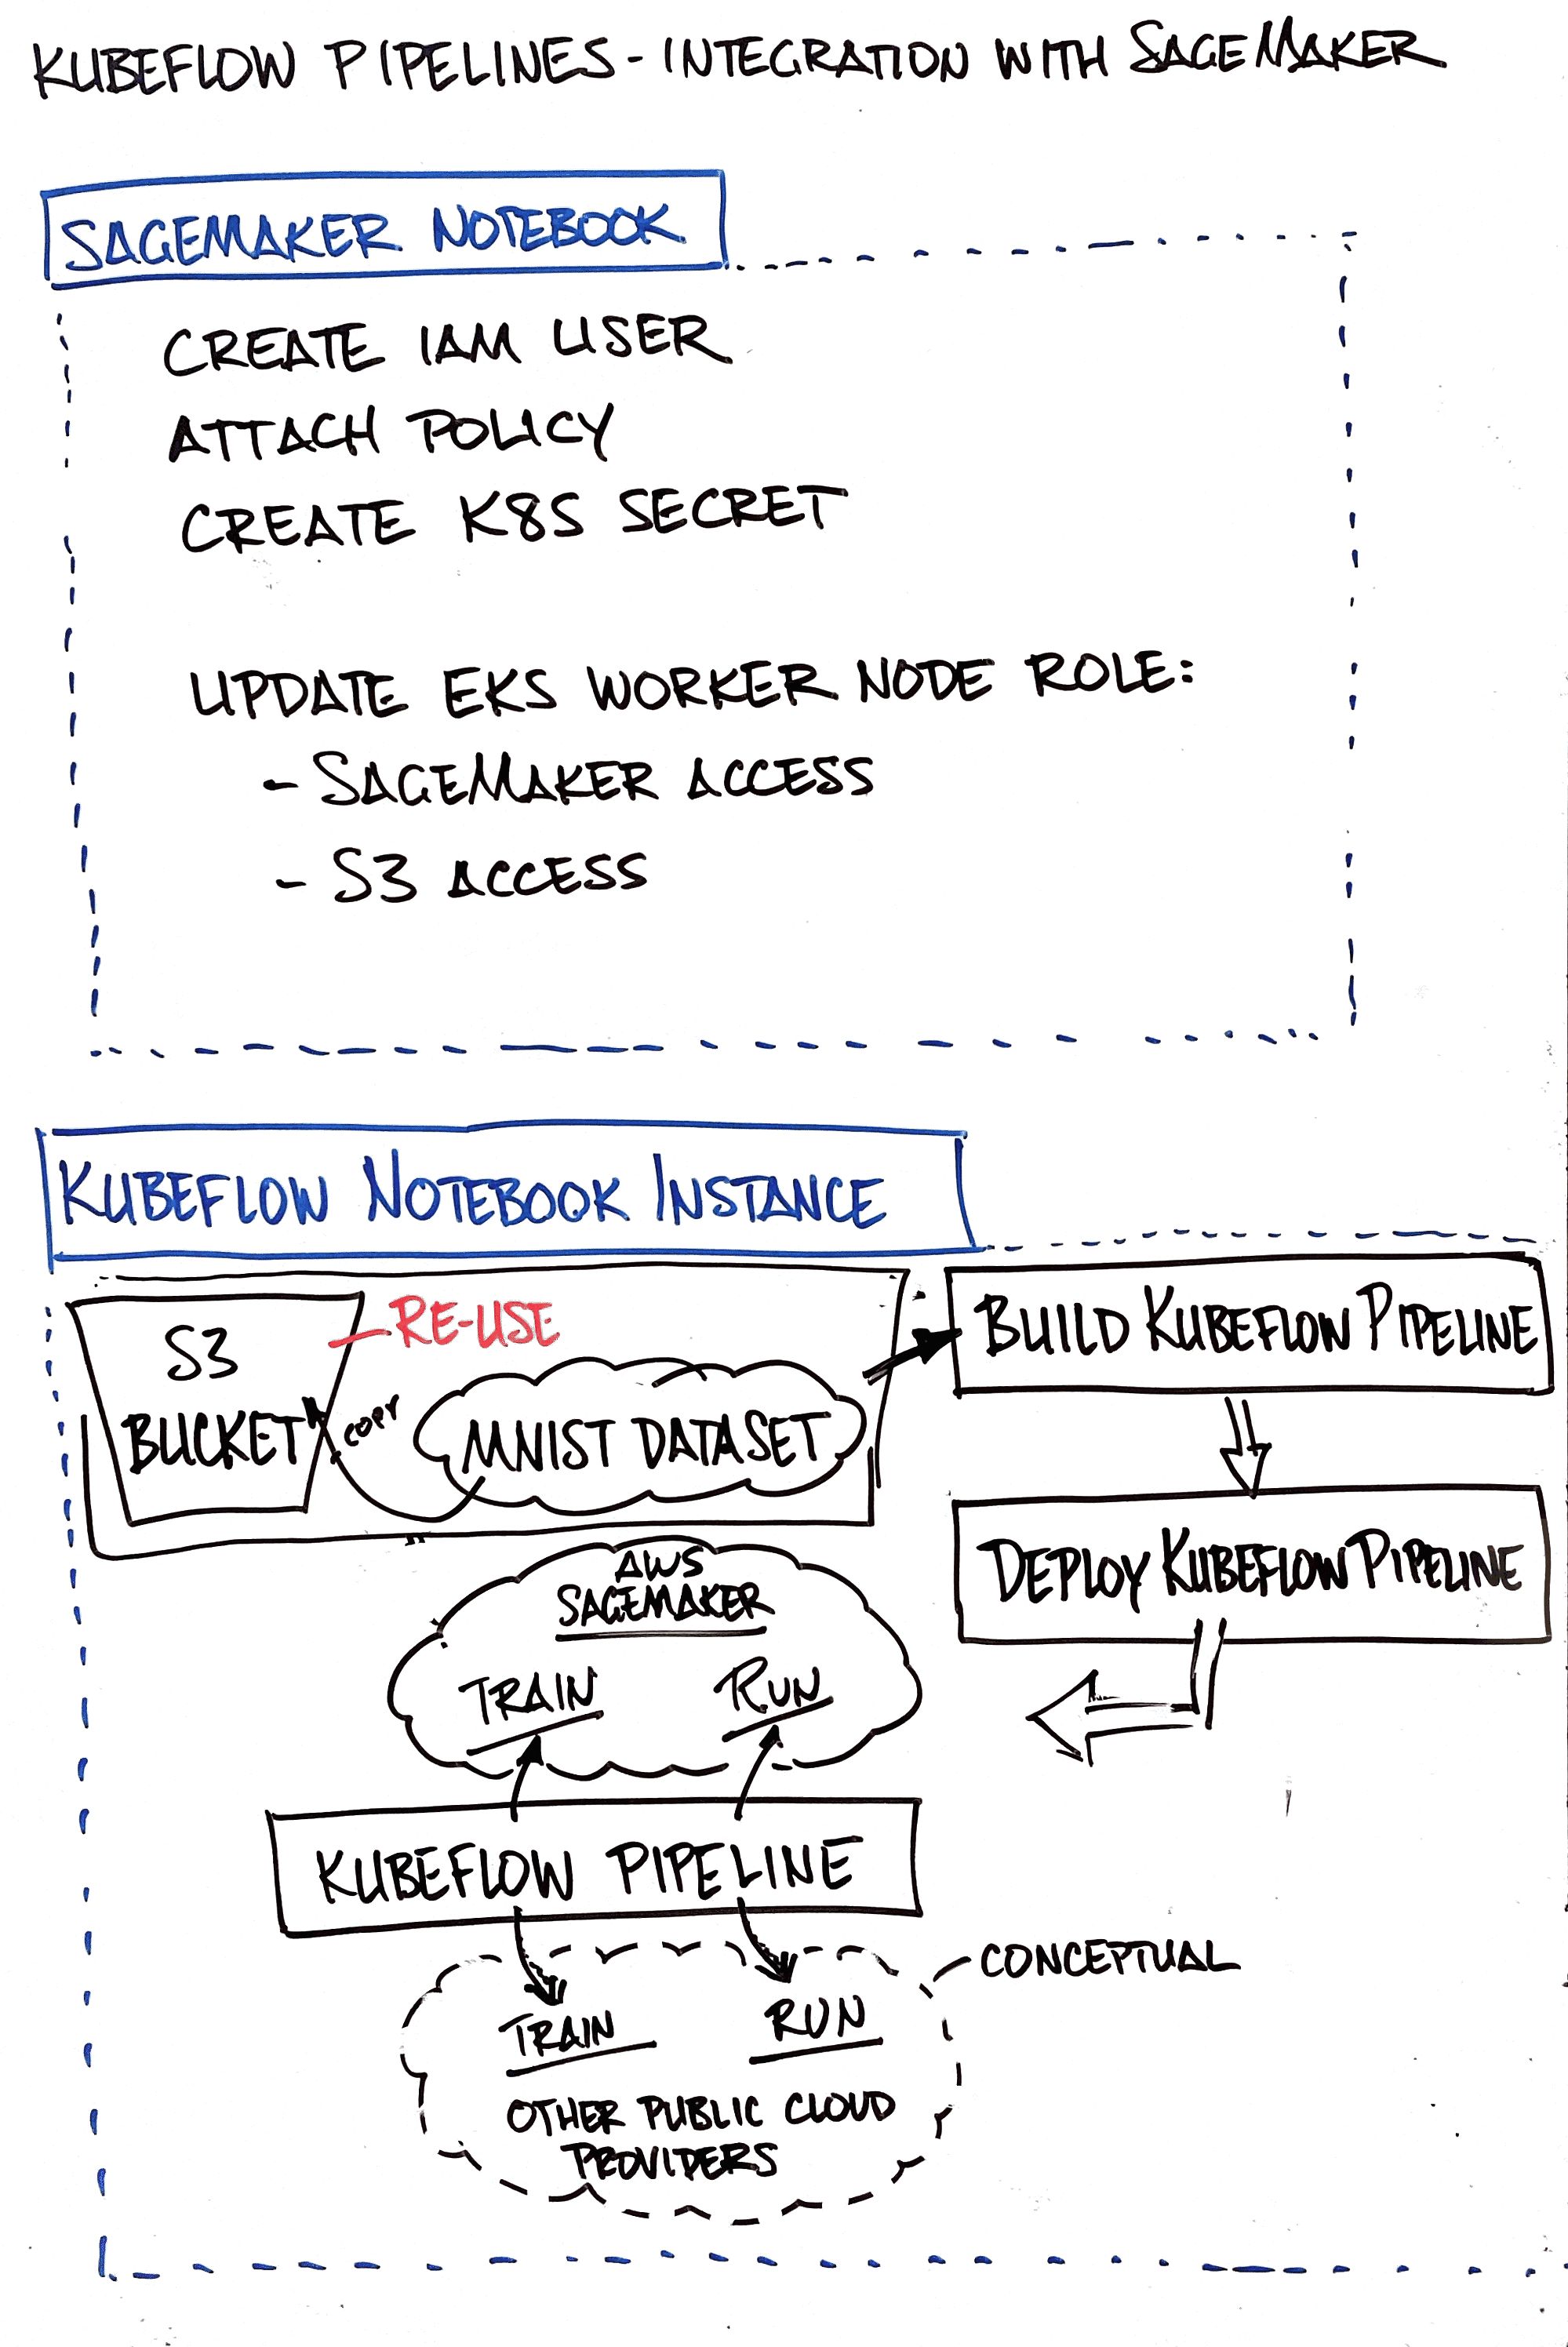 KUBEFLOW PIPELINES - INTEGRATION WITH SAGEMAKER
SAGEMAKER NOTEBOOK
CREATE IAM USER
ATTACH POLICY
CREATE K8S SECRET
UPDATE EKS WORKER NODE ROLE:
- SAGEMAKER ACCESS
- S3 ACCESS
KUBEFLOW NOTEBOOK INSTANCE
S3
BUCKET
RE-USE
COPY
MNIST DATASET
BUILD KUBEFLOW PIPELINE
DEPLOY KUBEFLOW PIPELINE
AWS
SAGEMAKER
TRAIN
RUN
KUBEFLOW PIPELINE
CONCEPTUAL
TRAIN
RUN
OTHER PUBLIC CLOUD
PROVIDERS